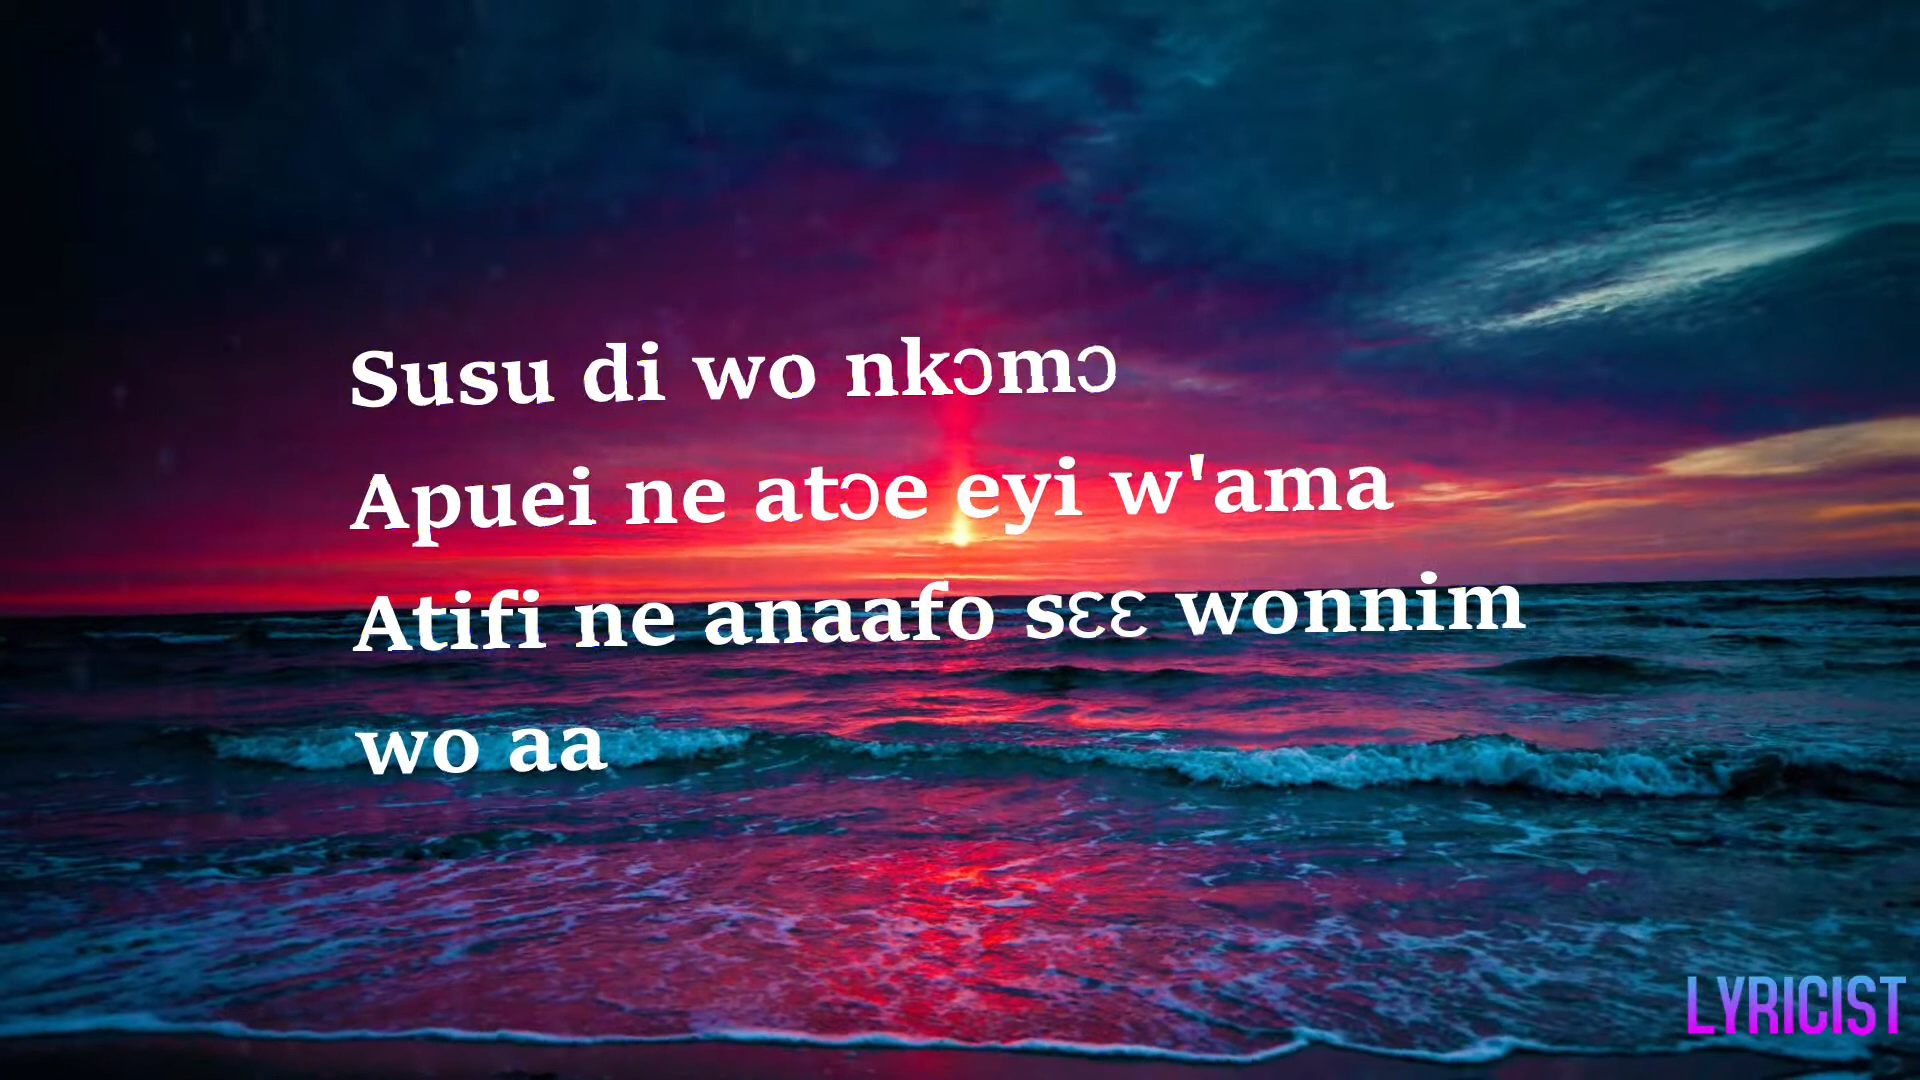 Susu di wo nkɔmɔ
Apuei ne atɔe eyi w'ama
Atifi ne anaafo sɛɛ wonnim
wo aa
LYRICIST